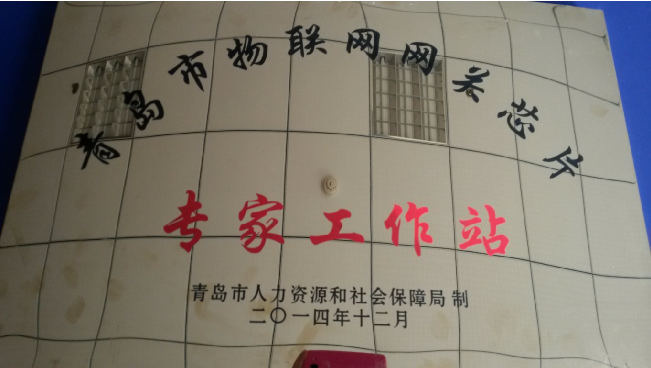 青岛市物联网网关芯片
专家工作站
青岛市人力资源和社会保障局 制
二〇一四年十二月